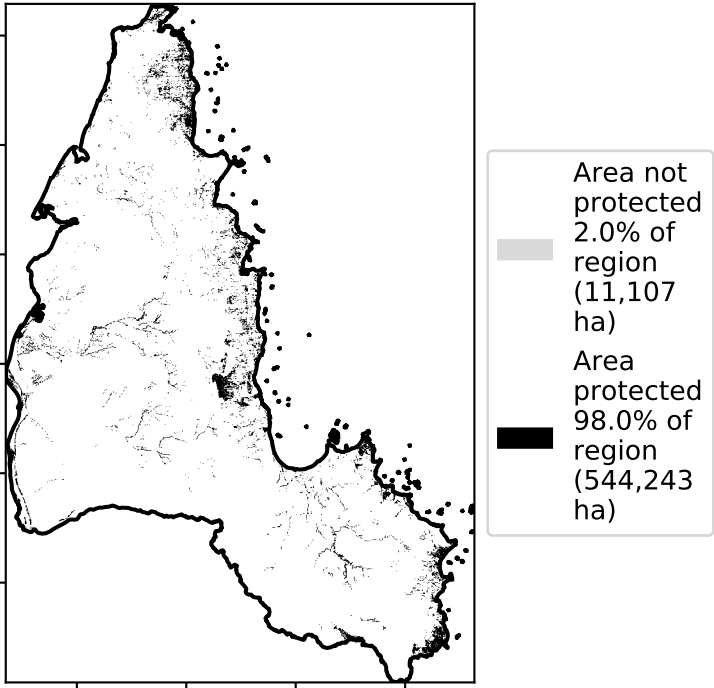 Area not
protected
2.0% of
region
(11,107
ha)
Area
protected
98.0% of
region
(544,243
ha)